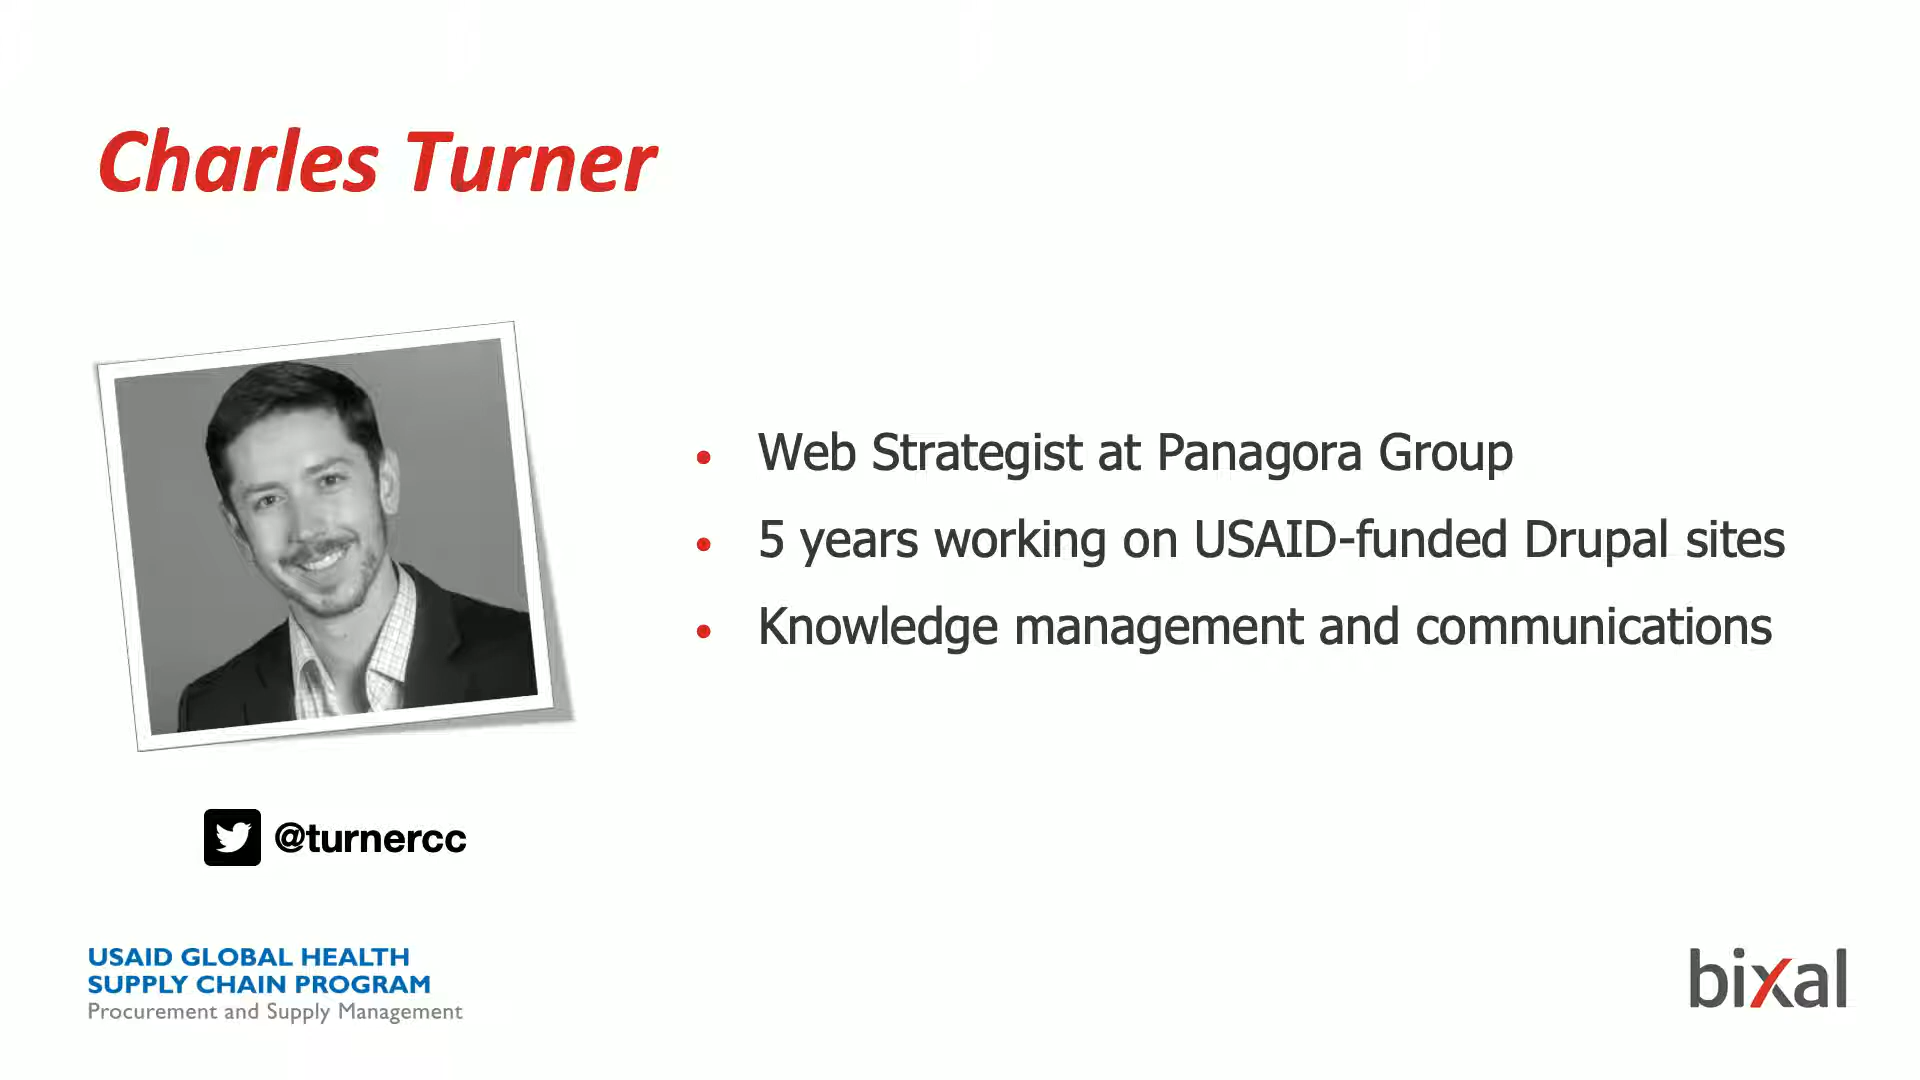 Charles Turner
• Web Strategist at Panagora Group
• 5 years working on USAID-funded Drupal sites
• Knowledge management and communications
@turnercc
USAID GLOBAL HEALTH
SUPPLY CHAIN PROGRAM
Procurement and Supply Management
bixal